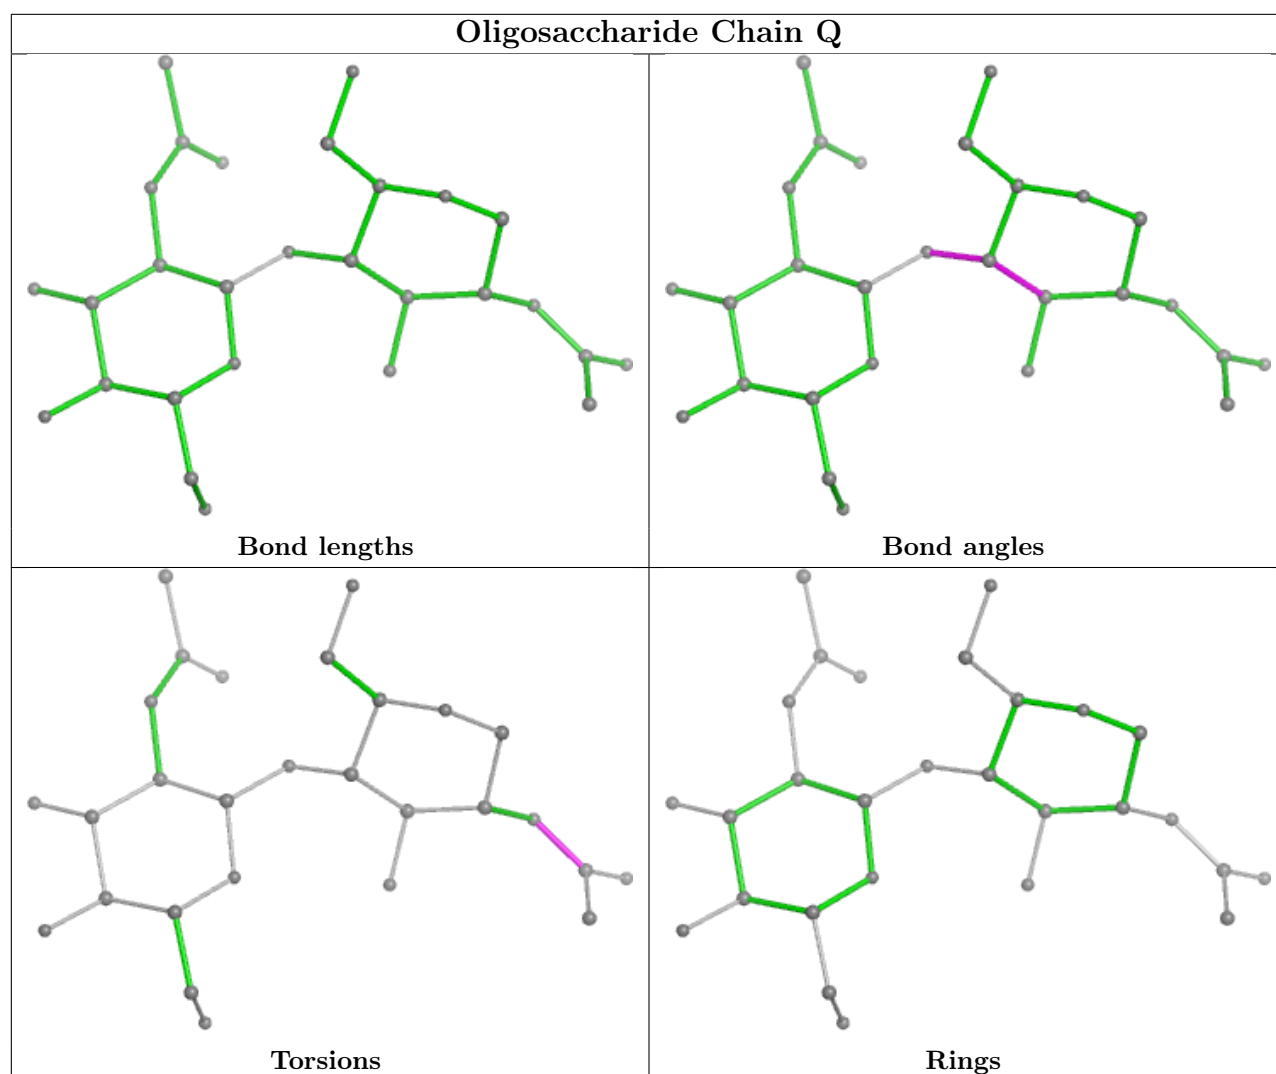 Oligosaccharide Chain Q
Bond lengths
Bond angles
Torsions
Rings